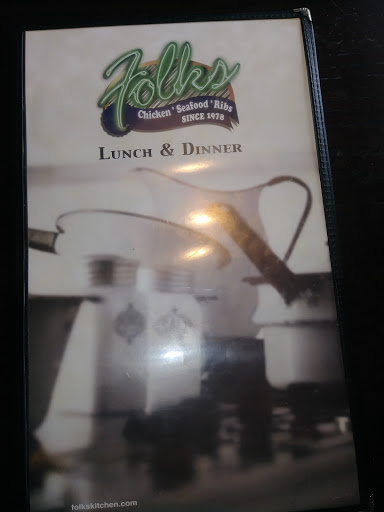 Folks
Chicken * Seafood * Ribs
SINCE 1978
LUNCH & DINNER
folkskitchen.com